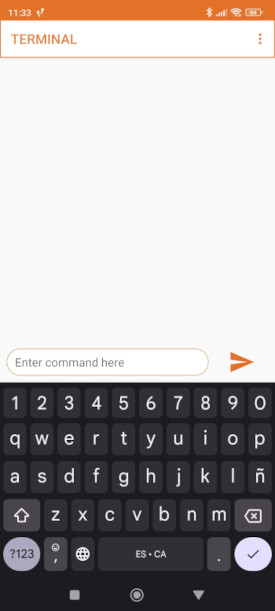 11:33
TERMINAL
Enter command here
1 2 3 4 5 6 7 8 9 0
q w e r t y u i o p
a s d f g h j k l ñ
z x c v b n m
?123 , ES • CA .